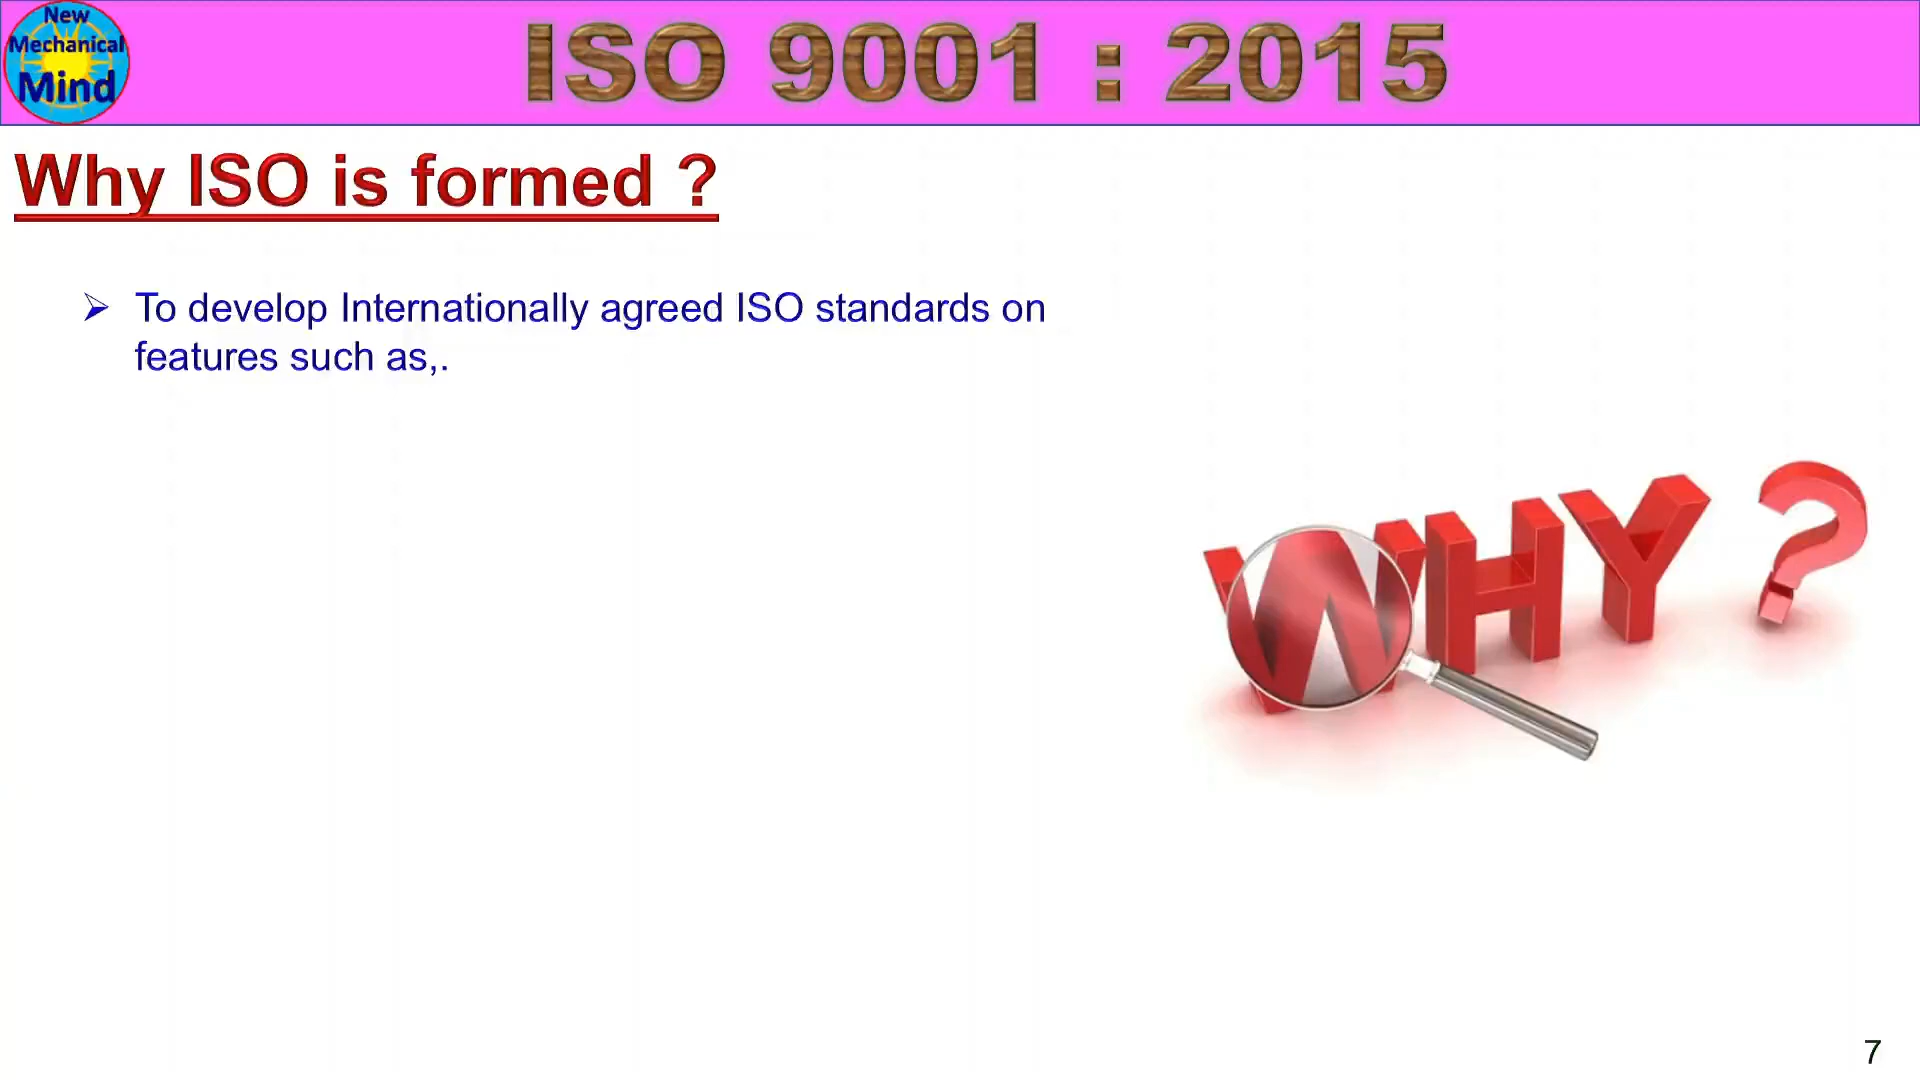 New
Mechanical
Mind
ISO 9001 : 2015
Why ISO is formed ?
➢ To develop Internationally agreed ISO standards on
features such as,.
WHY ?
7